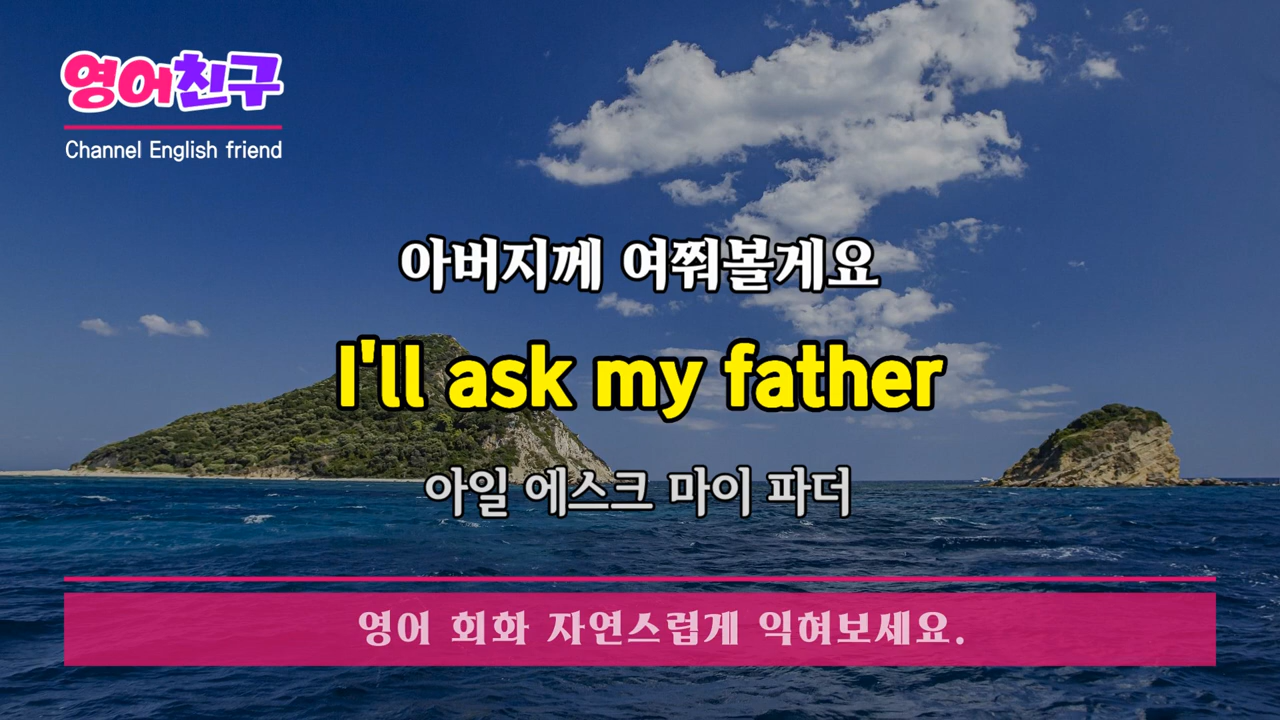 영어친구
Channel English friend
아버지께 여쭤볼게요
I'll ask my father
아일 에스크 마이 파더
영어 회화 자연스럽게 익혀보세요.